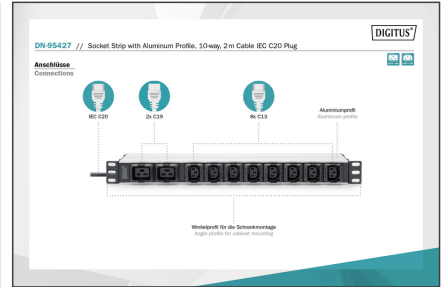 DIGITUS®
DN-95427 // Socket Strip with Aluminum Profile, 10-way, 2 m Cable IEC C20 Plug
Anschlüsse
Connections
IEC C20
2x C19
8x C13
Aluminiumprofil
Aluminum profile
Winkelprofil für die Schrankmontage
Angle profile for cabinet mounting